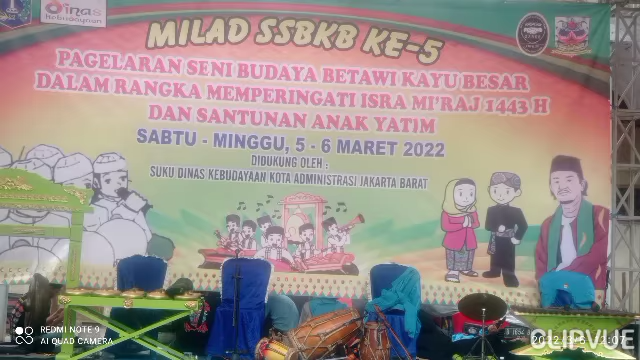 Dinas
Kebudayaan
MILAD SSBKB KE-5
PAGELARAN SENI BUDAYA BETAWI KAYU BESAR
DALAM RANGKA MEMPERINGATI ISRA MI'RAJ 1443 H
DAN SANTUNAN ANAK YATIM
SABTU - MINGGU, 5 - 6 MARET 2022
DIDUKUNG OLEH :
SUKU DINAS KEBUDAYAAN KOTA ADMINISTRASI JAKARTA BARAT
REDMI NOTE 9
AI QUAD CAMERA
CLIPVUE